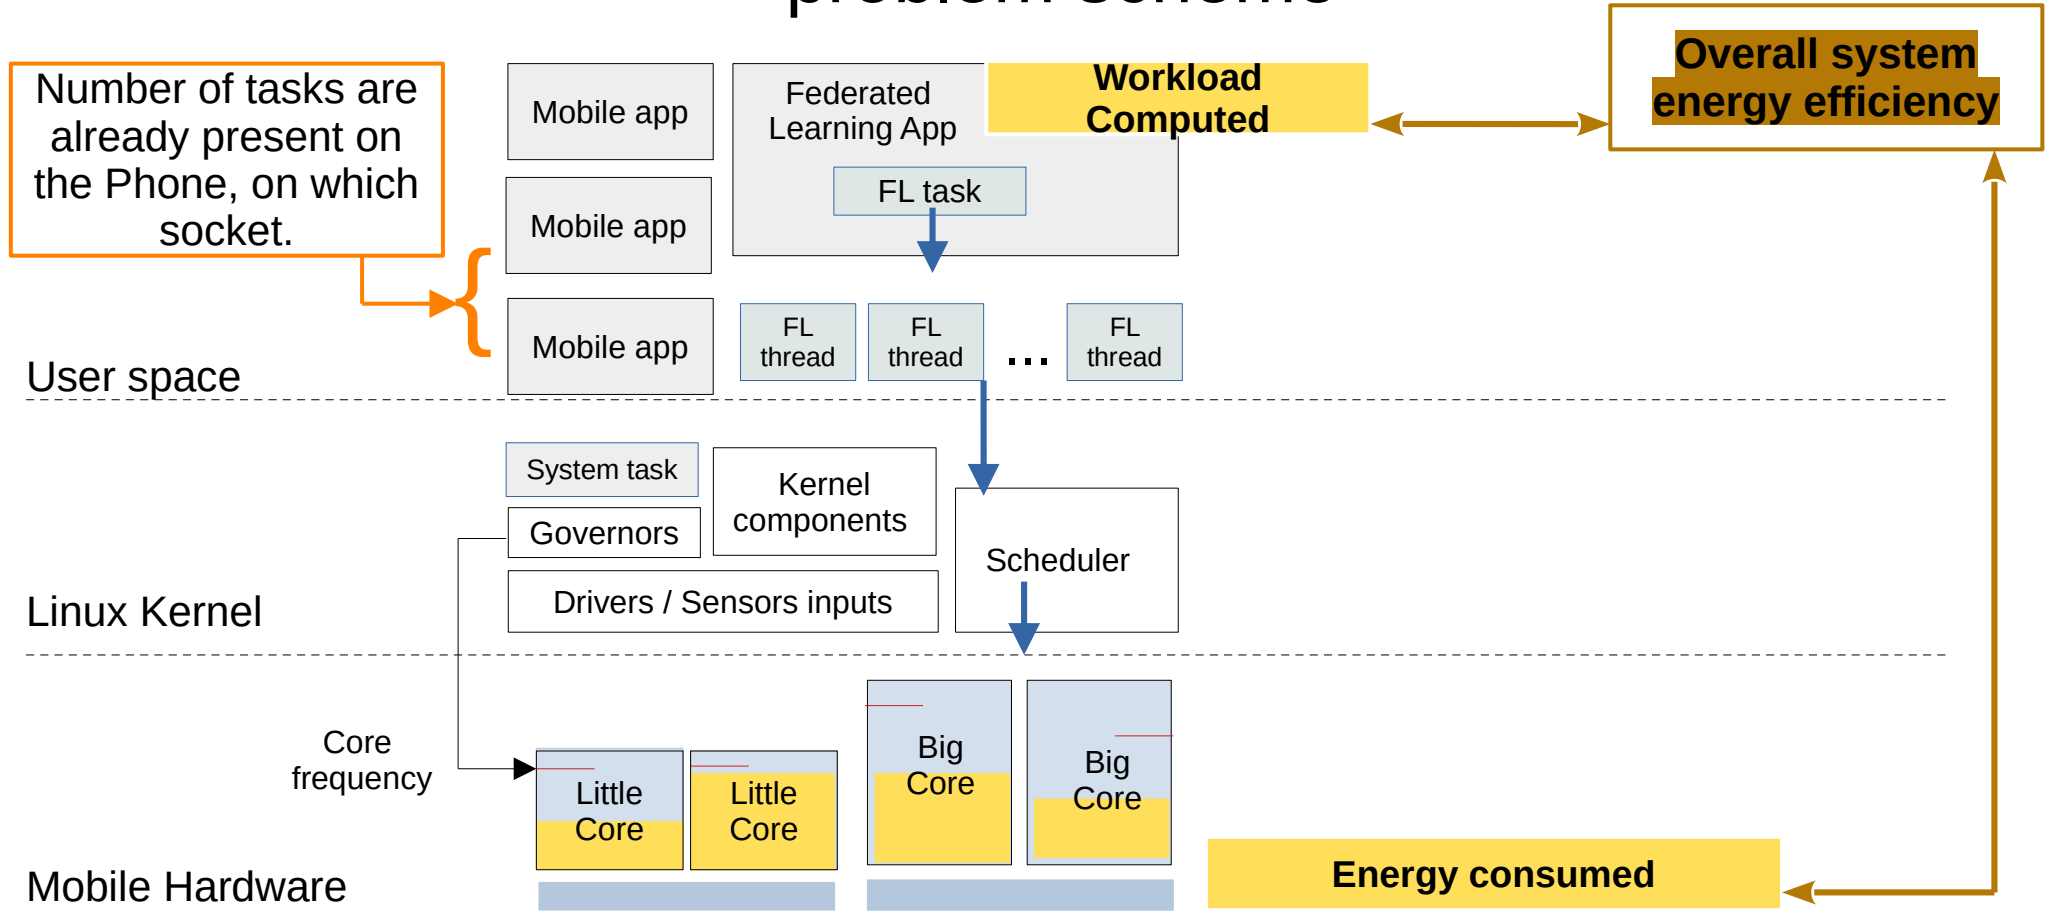 problem scheme
Number of tasks are
already present on
the Phone, on which
socket.
Mobile app
Mobile app
Mobile app
Federated
Learning App
Workload
Computed
Overall system
energy efficiency
FL task
FL
thread
FL
thread
...
FL
thread
User space
System task
Governors
Kernel
components
Drivers / Sensors inputs
Scheduler
Linux Kernel
Core
frequency
Little
Core
Little
Core
Big
Core
Big
Core
Energy consumed
Mobile Hardware